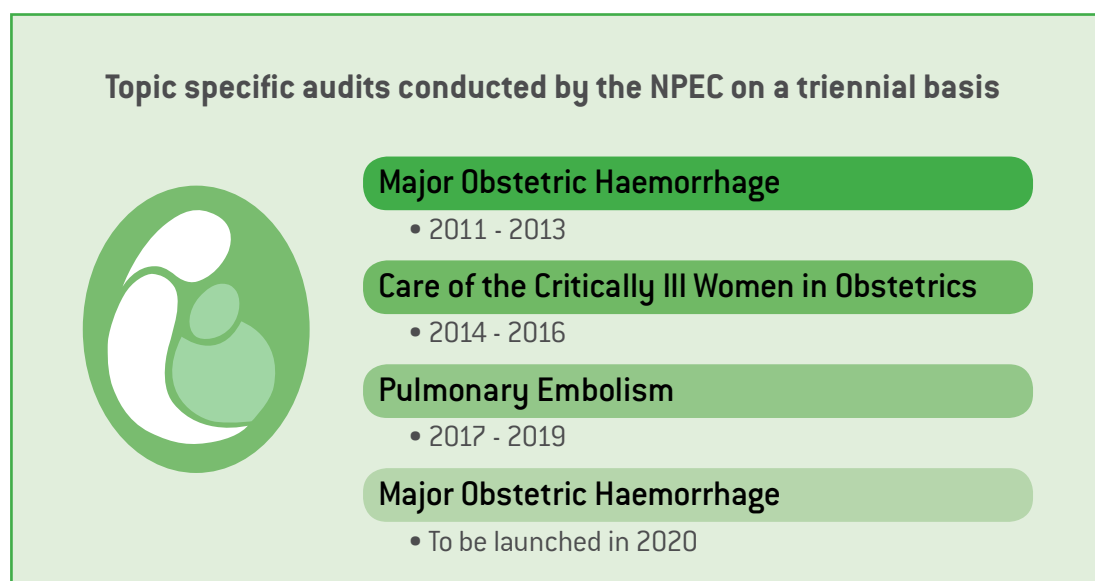 Topic specific audits conducted by the NPEC on a triennial basis
Major Obstetric Haemorrhage
• 2011 - 2013
Care of the Critically Ill Women in Obstetrics
• 2014 - 2016
Pulmonary Embolism
• 2017 - 2019
Major Obstetric Haemorrhage
• To be launched in 2020